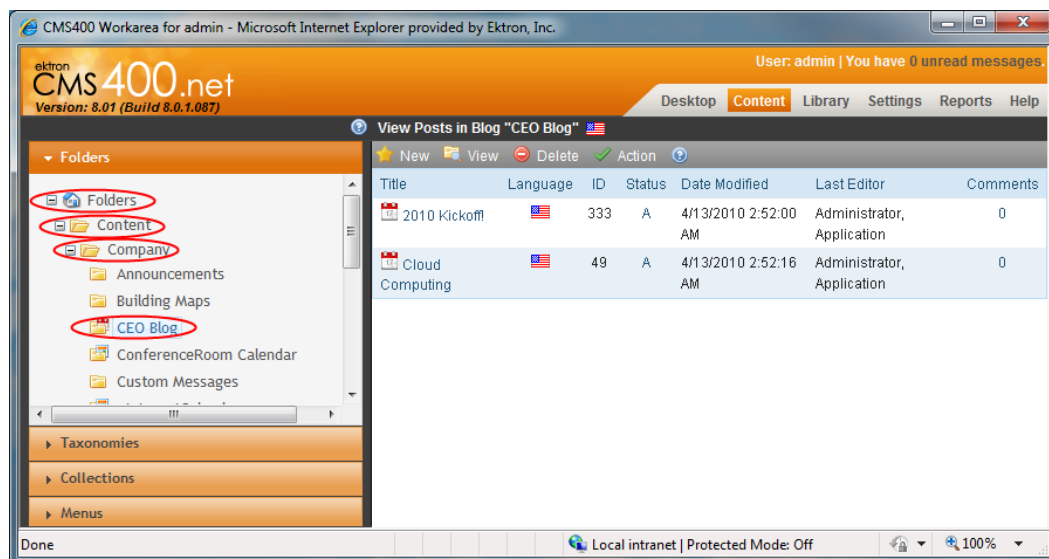 CMS400 Workarea for admin - Microsoft Internet Explorer provided by Ektron, Inc.
ektron
CMS400.net
Version: 8.01 (Build 8.0.1.087)
User: admin | You have 0 unread messages.
Desktop Content Library Settings Reports Help
View Posts in Blog "CEO Blog"
Folders
New View Delete Action
Folders
Content
Company
Announcements
Building Maps
CEO Blog
ConferenceRoom Calendar
Custom Messages
Taxonomies
Collections
Menus
Title Language ID Status Date Modified Last Editor Comments
2010 Kickoff! 333 A 4/13/2010 2:52:00 Administrator, 0
AM Application
Cloud 49 A 4/13/2010 2:52:16 Administrator, 0
Computing AM Application
Done Local intranet | Protected Mode: Off 100%